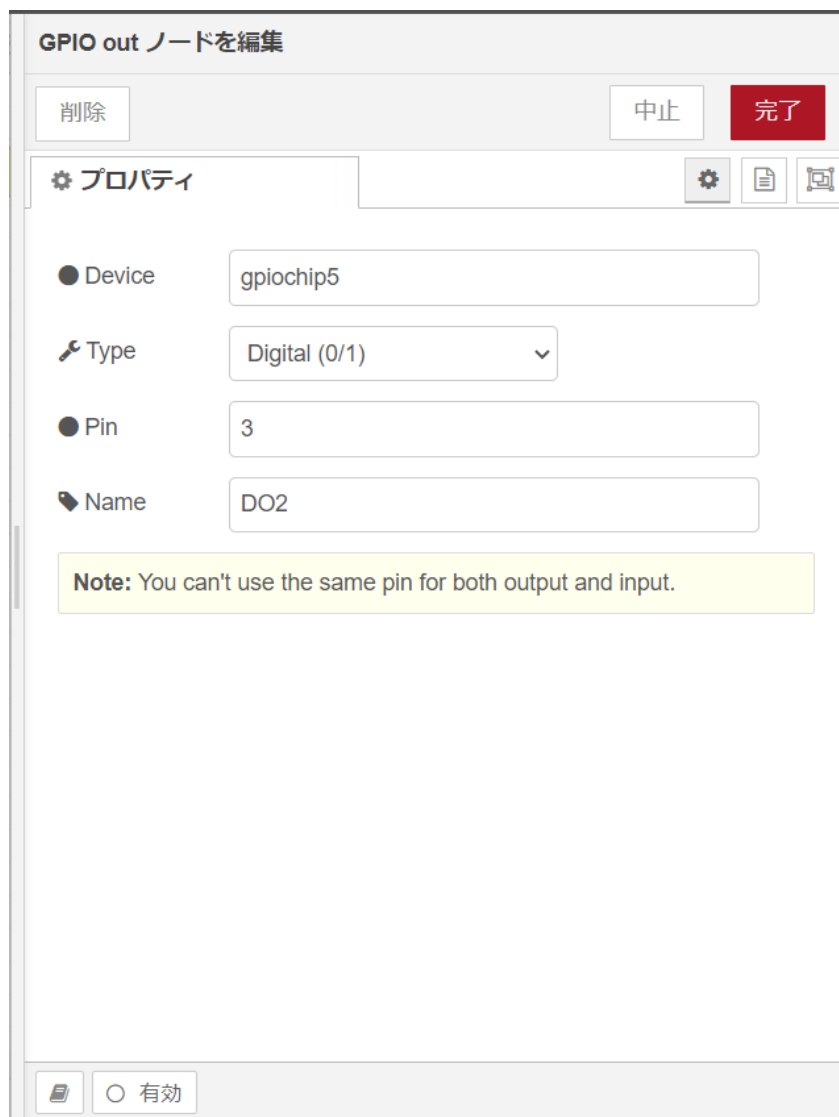 GPIO out ノードを編集
削除
中止
完了
プロパティ
Device
gpiochip5
Type
Digital (0/1)
Pin
3
Name
DO2
Note: You can't use the same pin for both output and input.
有効